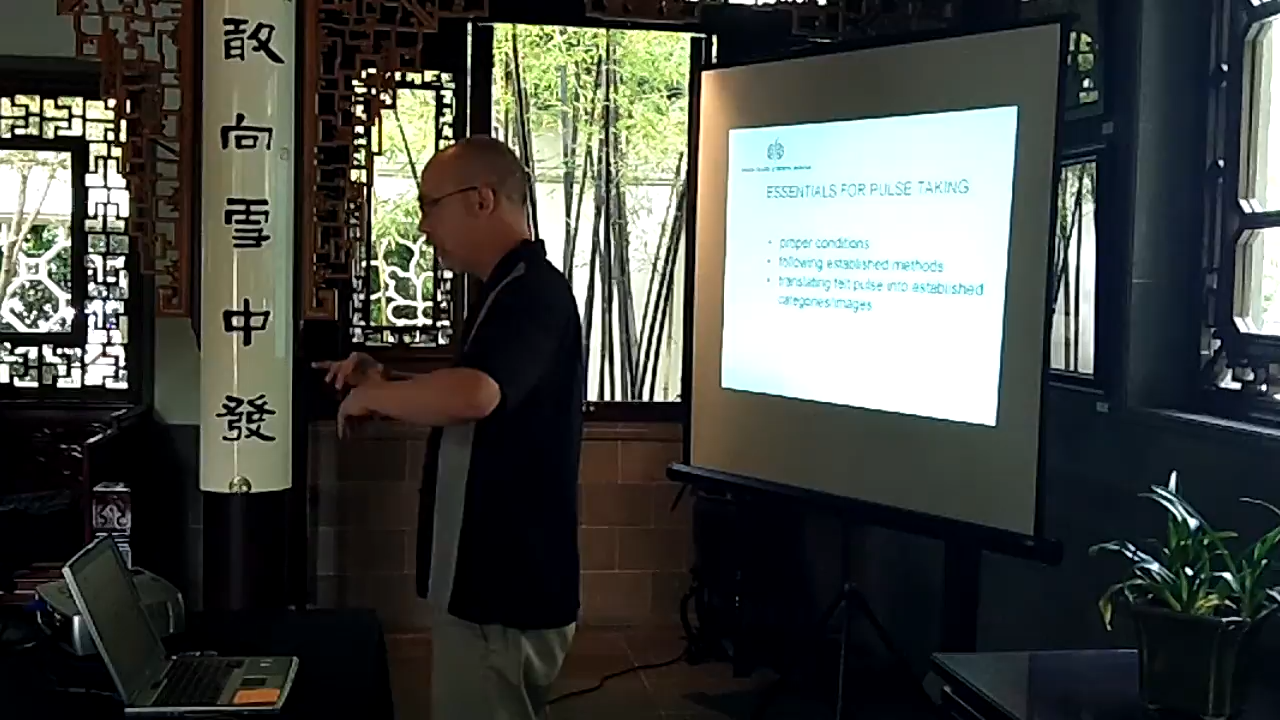 敢
向
雪
中
發
ESSENTIALS FOR PULSE TAKING
• proper conditions
• following established methods
• translating felt pulse into established
categories/images